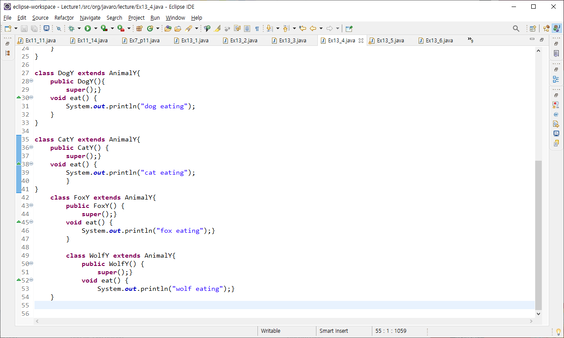 eclipse-workspace - Lecture1/src/org/javaro/lecture/Ex13_4.java - Eclipse IDE
File Edit Source Refactor Navigate Search Project Run Window Help
Ex11_11.java Ex11_14.java Ex7_p11.java Ex13_1.java Ex13_2.java Ex13_3.java Ex13_4.java Ex13_5.java Ex13_6.java
24 }
25 }
26
27 class DogY extends AnimalY{
28 public DogY(){
29 super();}
30 void eat() {
31 System.out.println("dog eating");
32 }
33 }
34
35 class CatY extends AnimalY{
36 public CatY() {
37 super();}
38 void eat() {
39 System.out.println("cat eating");
40 }
41 }
42 class FoxY extends AnimalY{
43 public FoxY() {
44 super();}
45 void eat() {
46 System.out.println("fox eating");}
47 }
48
49 class WolfY extends AnimalY{
50 public WolfY() {
51 super();}
52 void eat() {
53 System.out.println("wolf eating");}
54 }
55
56
Writable Smart Insert 55 : 1 : 1059